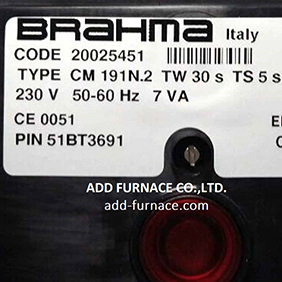 BRAHMA Italy
CODE 20025451
TYPE CM 191N.2 TW 30 s TS 5 s
230 V 50-60 Hz 7 VA
CE 0051
PIN 51BT3691
ADD FURNACE CO.,LTD.
add-furnace.com